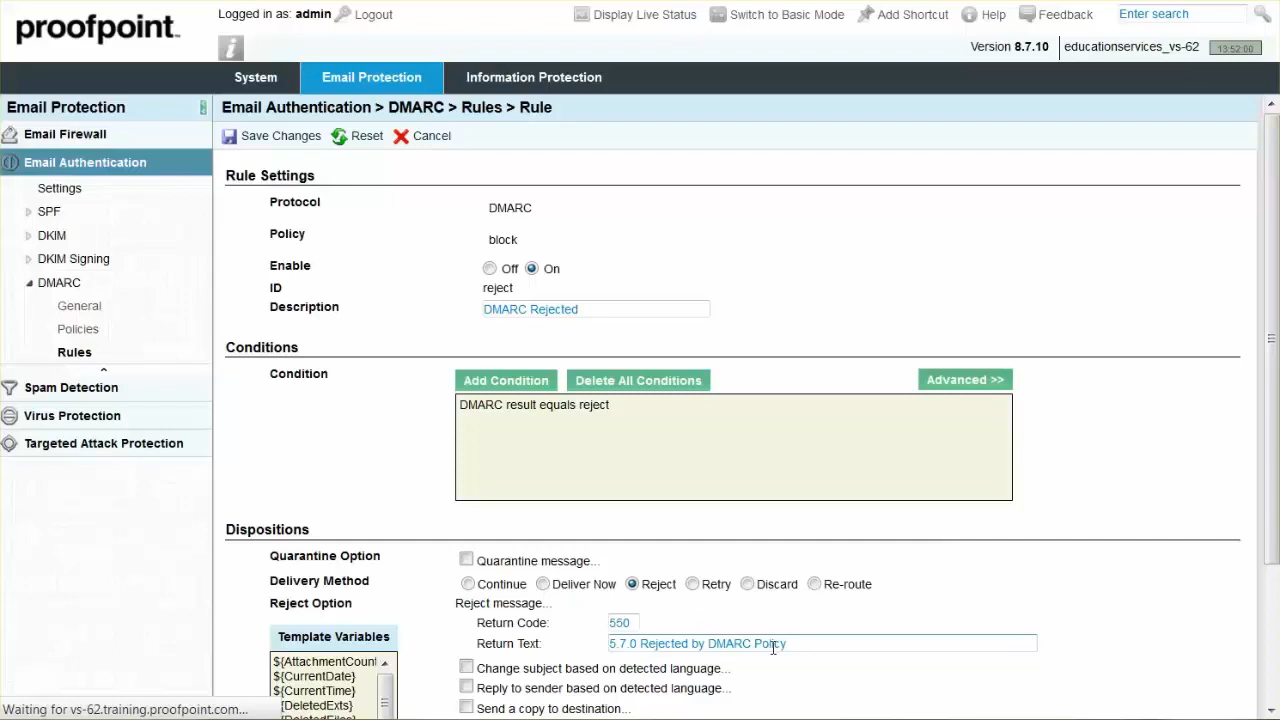 proofpoint™
Logged in as: admin Logout
Display Live Status Switch to Basic Mode Add Shortcut Help Feedback Enter search
Version 8.7.10 educationservices_vs-62 13:52:00
System Email Protection Information Protection
Email Protection
Email Authentication > DMARC > Rules > Rule
Email Firewall
Save Changes Reset Cancel
Email Authentication
Settings
SPF
DKIM
DKIM Signing
DMARC
General
Policies
Rules
Spam Detection
Virus Protection
Targeted Attack Protection
Rule Settings
Protocol DMARC
Policy block
Enable Off On
ID reject
Description DMARC Rejected
Conditions
Condition Add Condition Delete All Conditions Advanced >>
DMARC result equals reject
Dispositions
Quarantine Option Quarantine message...
Delivery Method Continue Deliver Now Reject Retry Discard Re-route
Reject Option Reject message...
Return Code: 550
Template Variables
Return Text: 5.7.0 Rejected by DMARC Policy
${AttachmentCount
${CurrentDate}
${CurrentTime}
{DeletedExts}
Change subject based on detected language...
Reply to sender based on detected language...
Send a copy to destination...
Waiting for vs-62.training.proofpoint.com...